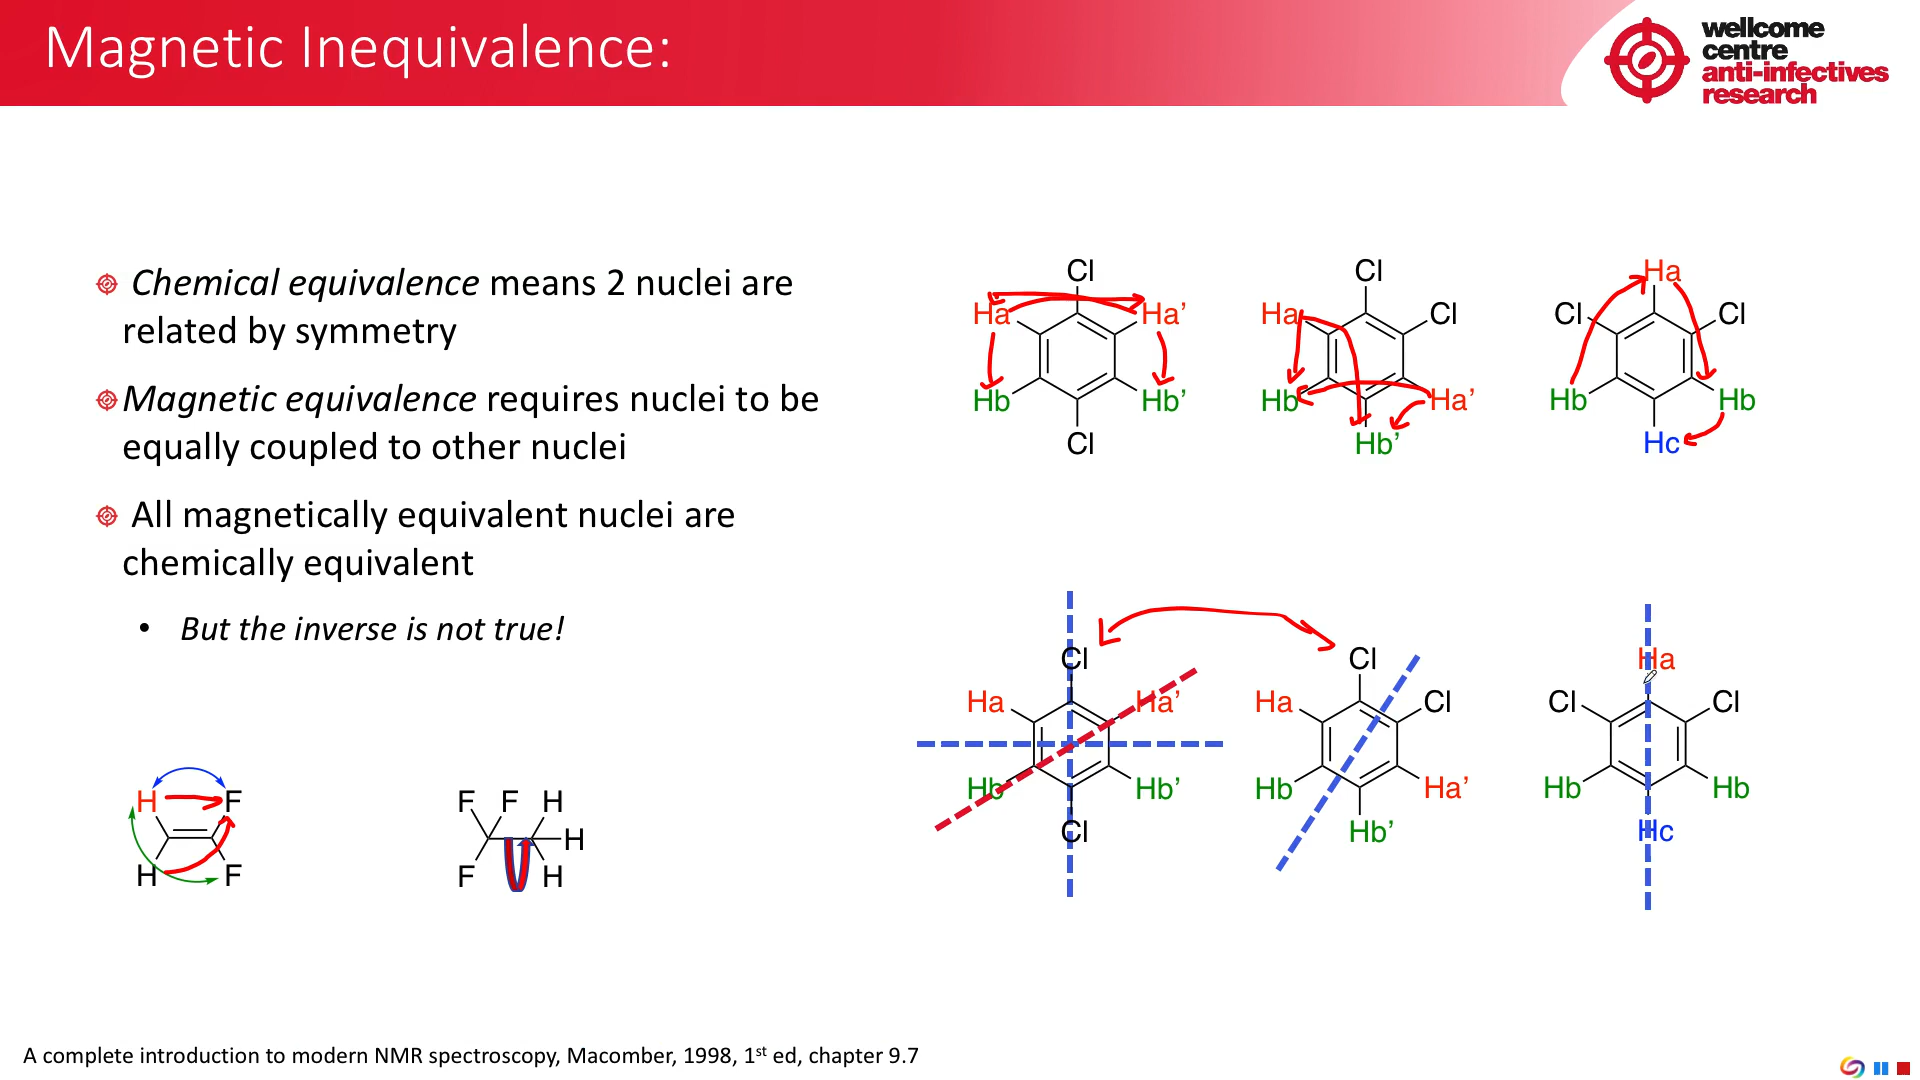 Magnetic Inequivalence:
wellcome
centre
anti-infectives
research
Chemical equivalence means 2 nuclei are
related by symmetry
Magnetic equivalence requires nuclei to be
equally coupled to other nuclei
All magnetically equivalent nuclei are
chemically equivalent
• But the inverse is not true!
H F
H F
F F H
H
F H
Cl
Ha Ha’
Hb Hb’
Cl
Cl
Ha Cl
Hb Ha’
Hb’
Ha
Cl Cl
Hb Hb
Hc
Cl
Ha Ha’
Hb Hb’
Cl
Cl
Ha Cl
Hb Ha’
Hb’
Ha
Cl Cl
Hb Hb
Hc
A complete introduction to modern NMR spectroscopy, Macomber, 1998, 1st ed, chapter 9.7